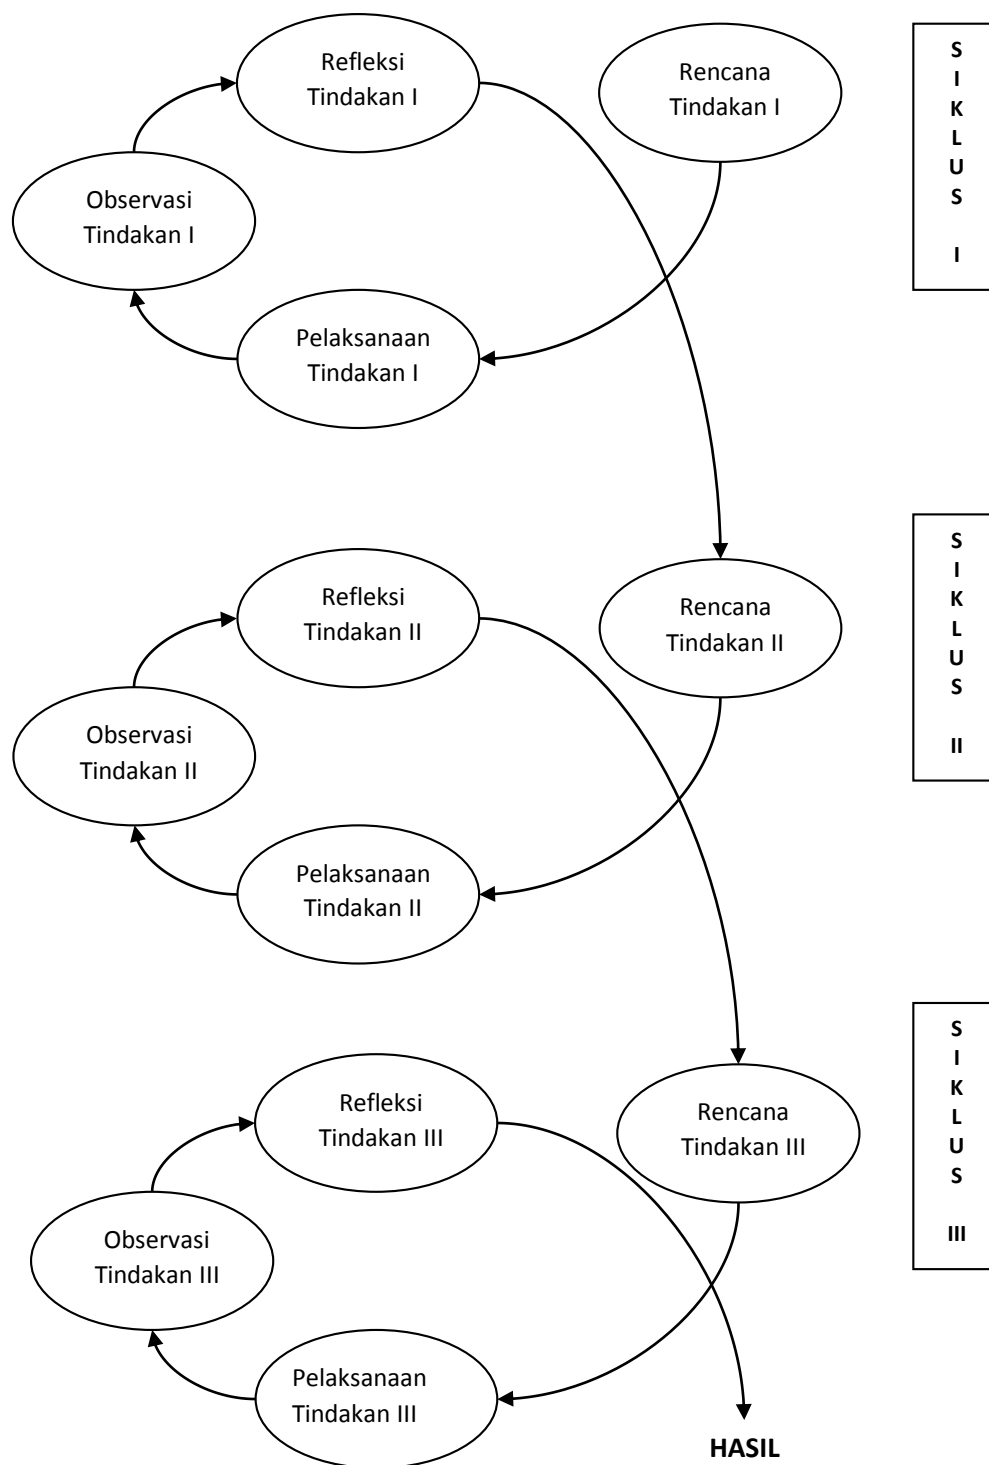 Refleksi
Tindakan I
Rencana
Tindakan I
Observasi
Tindakan I
Pelaksanaan
Tindakan I
S
I
K
L
U
S
I
Refleksi
Tindakan II
Rencana
Tindakan II
Observasi
Tindakan II
Pelaksanaan
Tindakan II
S
I
K
L
U
S
II
Refleksi
Tindakan III
Rencana
Tindakan III
Observasi
Tindakan III
Pelaksanaan
Tindakan III
S
I
K
L
U
S
III
HASIL